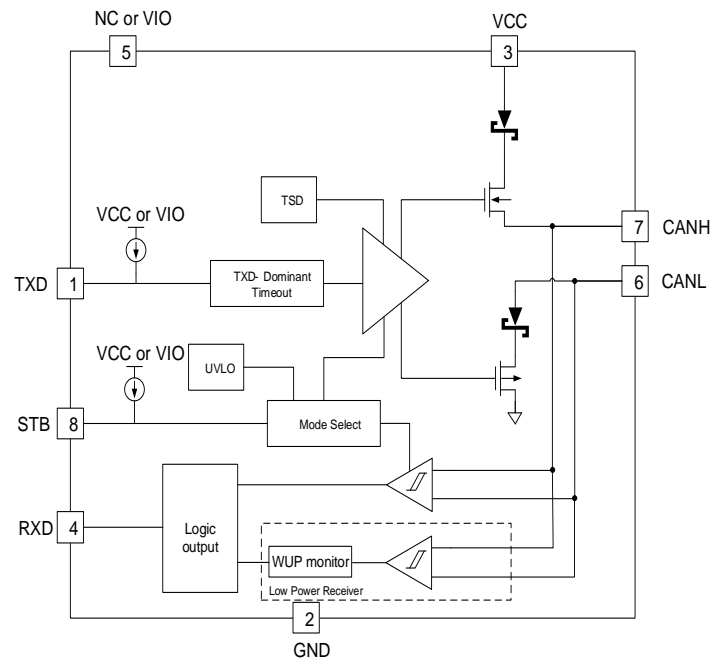 NC or VIO
VCC
5
3
TSD
VCC or VIO
7
CANH
TXD
1
TXD- Dominant
Timeout
6
CANL
VCC or VIO
UVLO
STB
8
Mode Select
RXD
4
Logic
output
WUP monitor
Low Power Receiver
2
GND